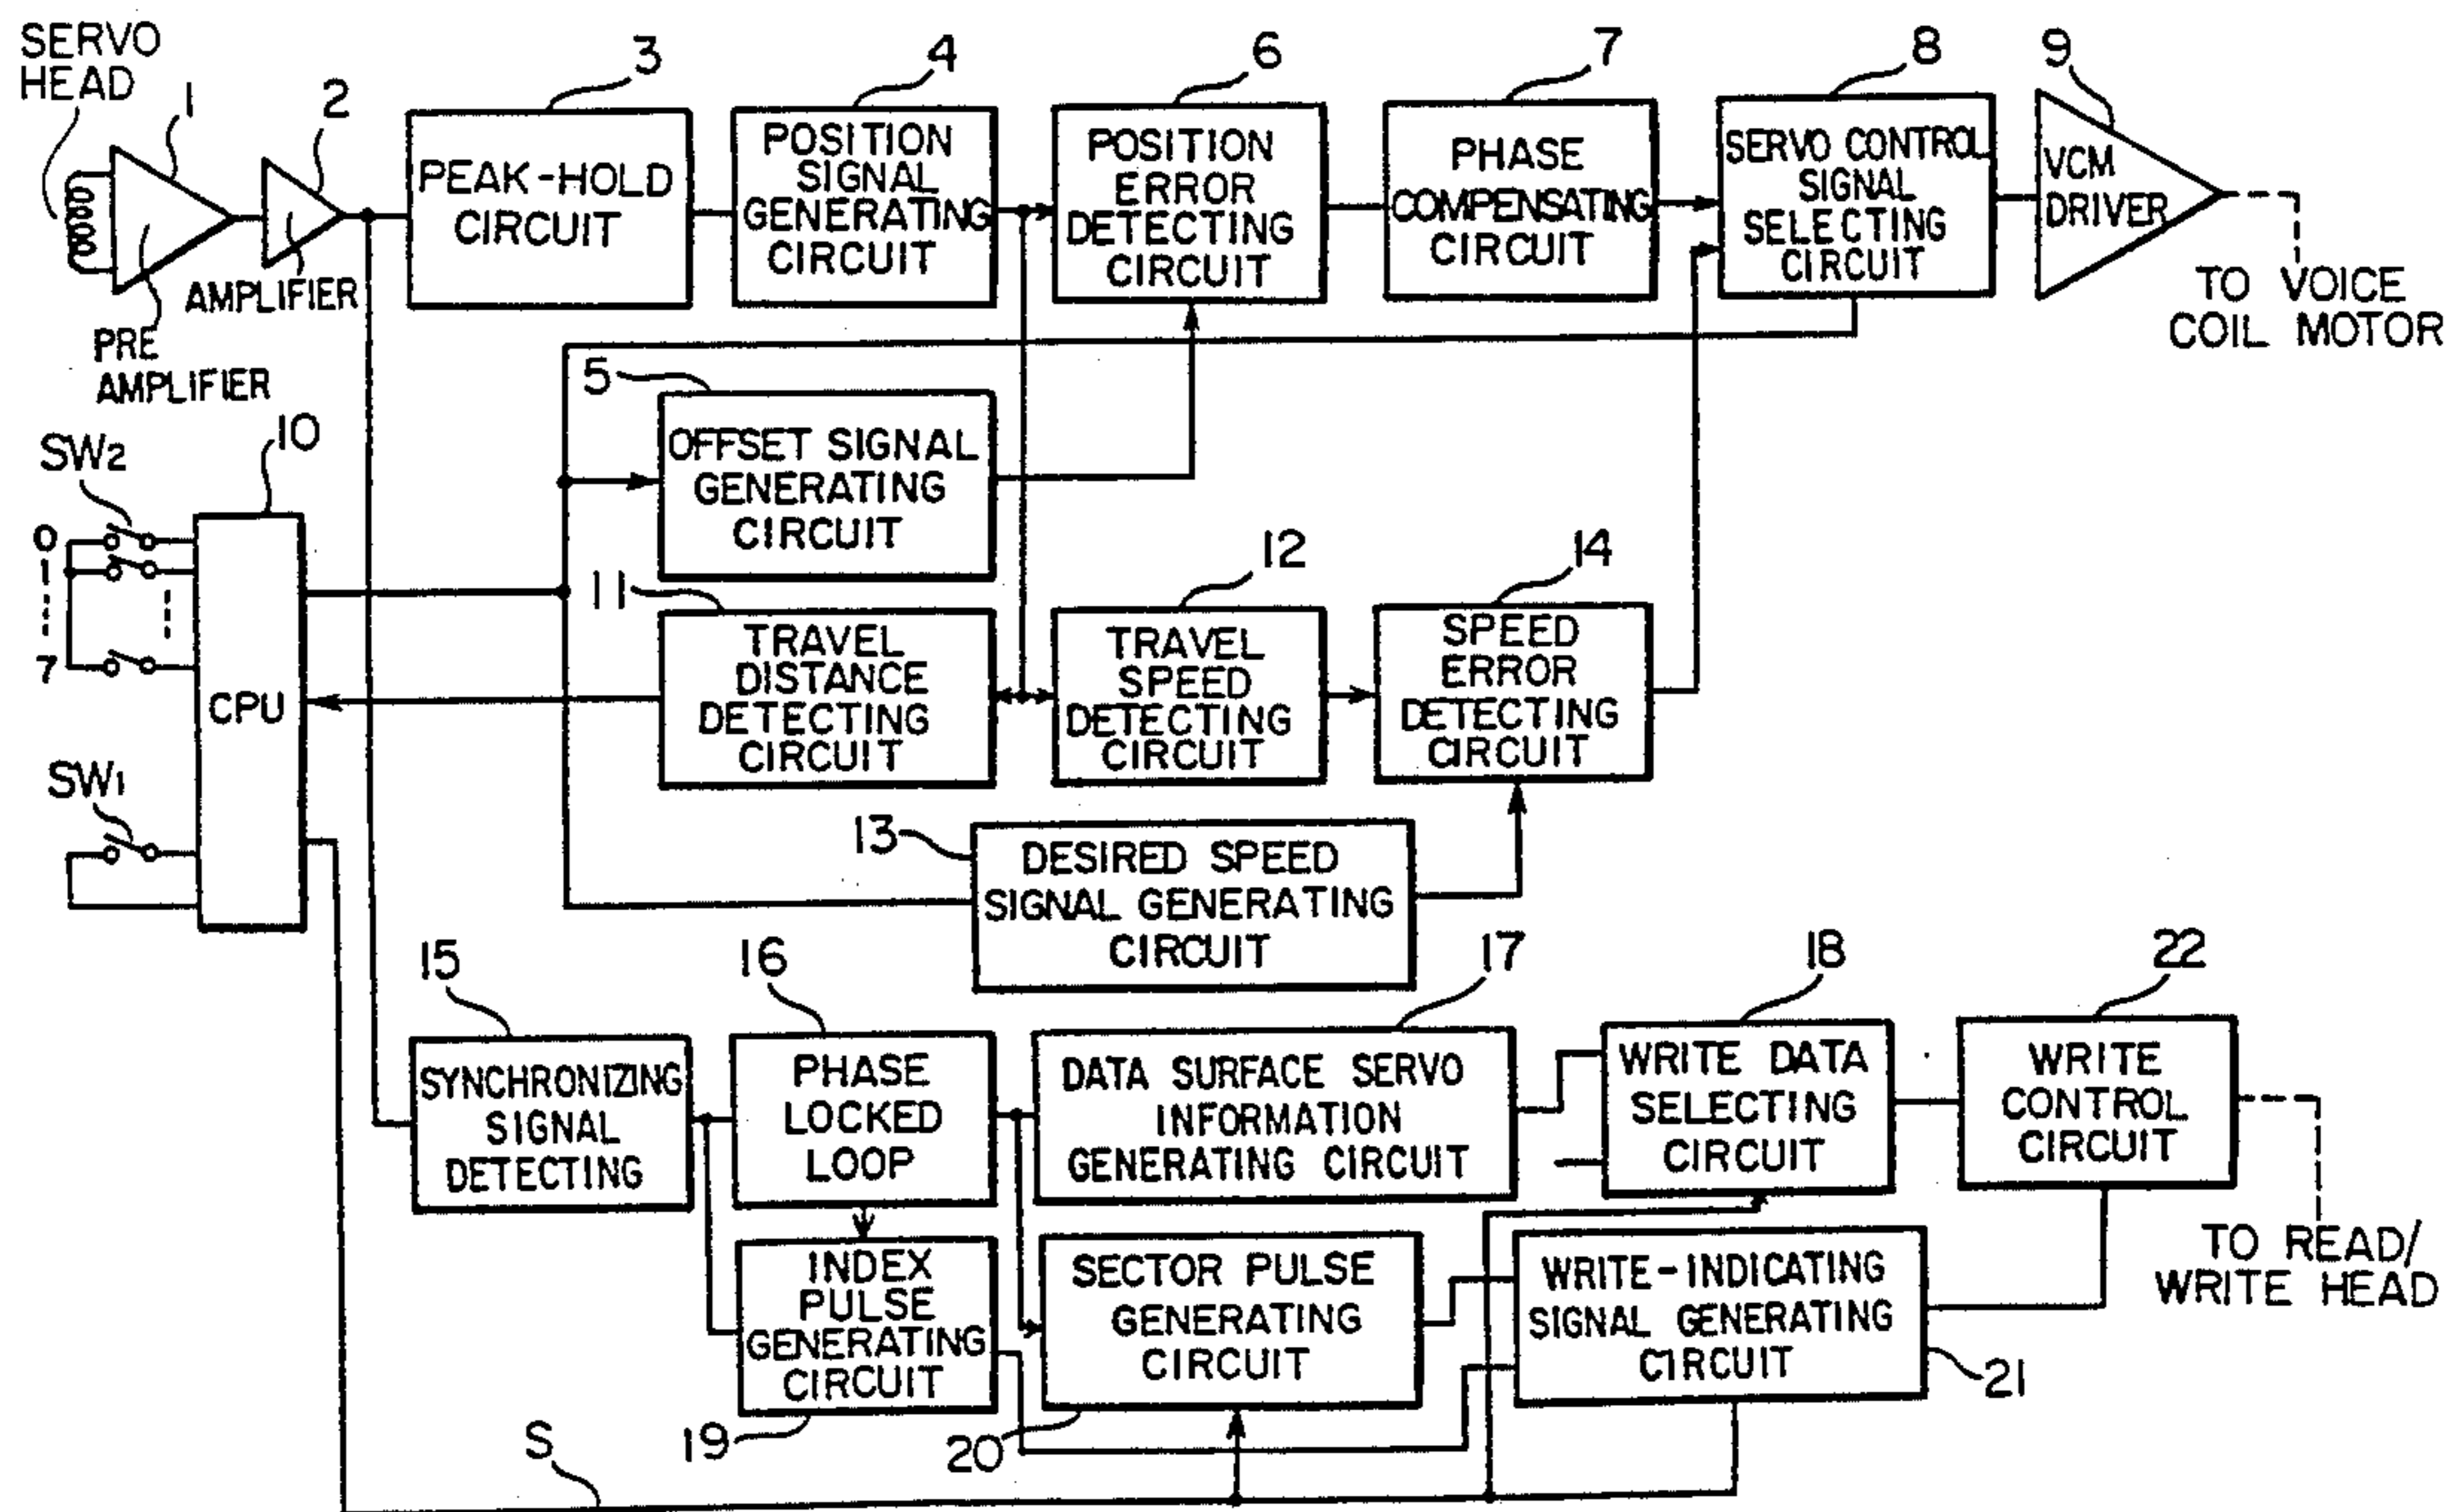 SERVO
HEAD
1
2
3
4
6
7
8
9
PEAK-HOLD
CIRCUIT
POSITION
SIGNAL
GENERATING
CIRCUIT
POSITION
ERROR
DETECTING
CIRCUIT
PHASE
COMPENSATING
CIRCUIT
SERVO CONTROL
SIGNAL
SELECTING
CIRCUIT
VCM
DRIVER
AMPLIFIER
PRE
AMPLIFIER
TO VOICE
COIL MOTOR
5
OFFSET SIGNAL
GENERATING
CIRCUIT
SW2
10
0
1
7
CPU
SW1
11
TRAVEL
DISTANCE
DETECTING
CIRCUIT
12
TRAVEL
SPEED
DETECTING
CIRCUIT
14
SPEED
ERROR
DETECTING
CIRCUIT
13
DESIRED SPEED
SIGNAL GENERATING
CIRCUIT
15
SYNCHRONIZING
SIGNAL
DETECTING
16
PHASE
LOCKED
LOOP
17
DATA SURFACE SERVO
INFORMATION
GENERATING CIRCUIT
18
WRITE DATA
SELECTING
CIRCUIT
22
WRITE
CONTROL
CIRCUIT
TO READ/
WRITE HEAD
INDEX
PULSE
GENERATING
CIRCUIT
19
SECTOR PULSE
GENERATING
CIRCUIT
20
WRITE-INDICATING
SIGNAL GENERATING
CIRCUIT
21
S